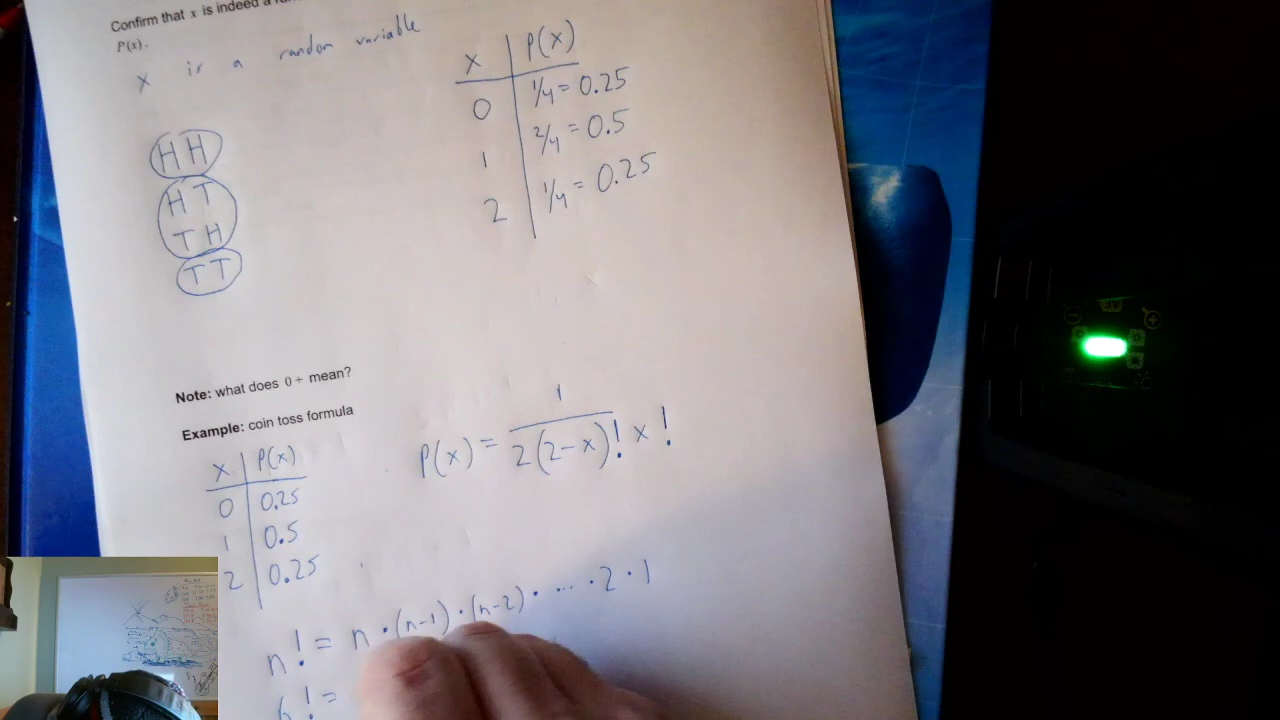 Confirm that x is indeed a
P(x).
x is a random variable
x P(x)
0 1/4 = 0.25
1 2/4 = 0.5
2 1/4 = 0.25
HH
HT
TH
TT
Note: what does 0+ mean?
Example: coin toss formula
x P(x)
0 0.25
1 0.5
2 0.25
P(x) = 1 / 2(2-x)! x!
n! = n · (n-1) · (n-2) · ... · 2 · 1
6! =